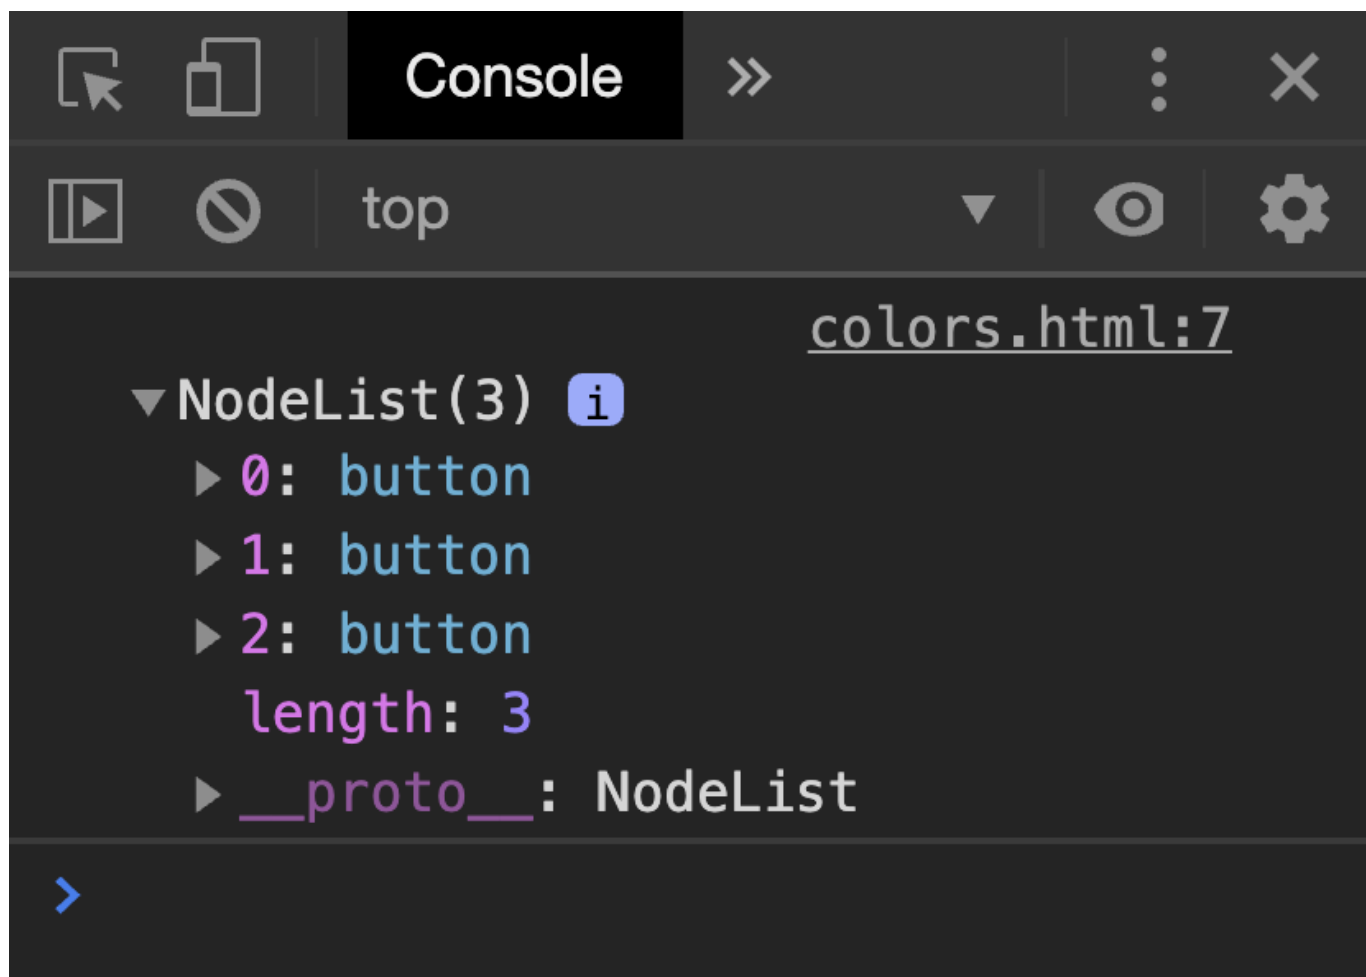 Console
top
colors.html:7
NodeList(3) i
0: button
1: button
2: button
length: 3
__proto__: NodeList